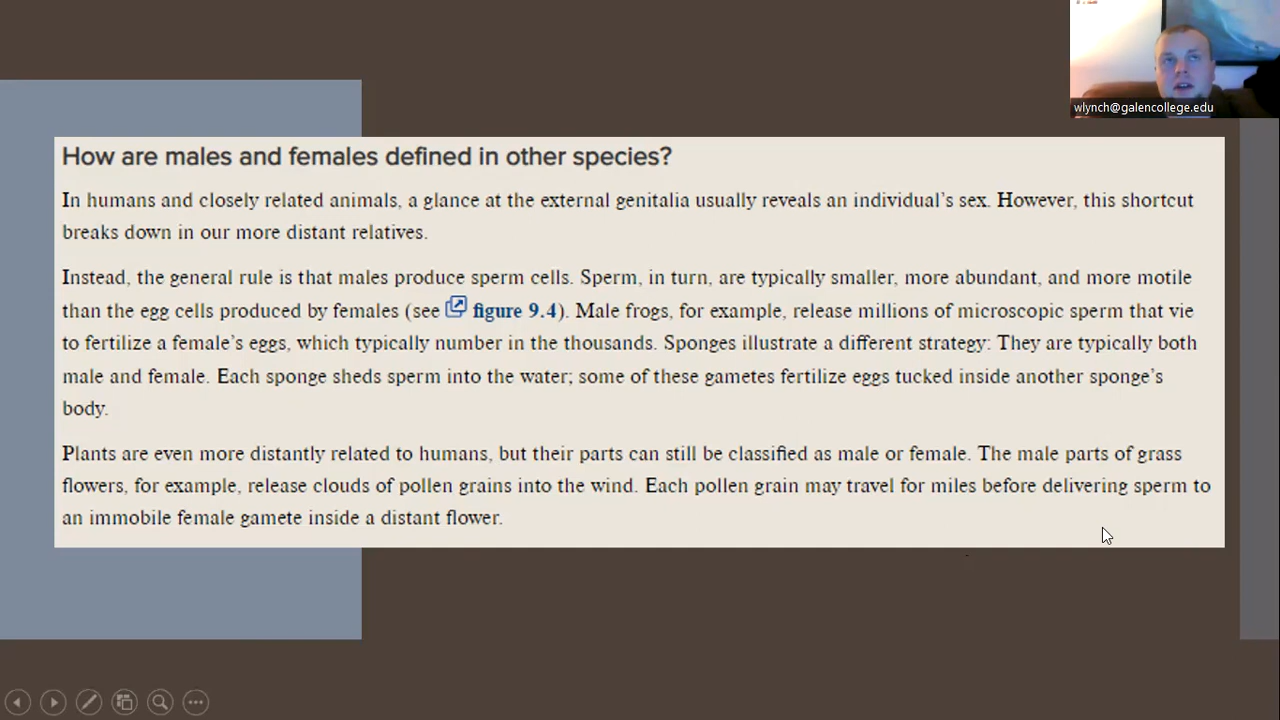 wlynch@galencollege.edu
How are males and females defined in other species?
In humans and closely related animals, a glance at the external genitalia usually reveals an individual's sex. However, this shortcut
breaks down in our more distant relatives.
Instead, the general rule is that males produce sperm cells. Sperm, in turn, are typically smaller, more abundant, and more motile
than the egg cells produced by females (see figure 9.4). Male frogs, for example, release millions of microscopic sperm that vie
to fertilize a female's eggs, which typically number in the thousands. Sponges illustrate a different strategy: They are typically both
male and female. Each sponge sheds sperm into the water; some of these gametes fertilize eggs tucked inside another sponge's
body.
Plants are even more distantly related to humans, but their parts can still be classified as male or female. The male parts of grass
flowers, for example, release clouds of pollen grains into the wind. Each pollen grain may travel for miles before delivering sperm to
an immobile female gamete inside a distant flower.